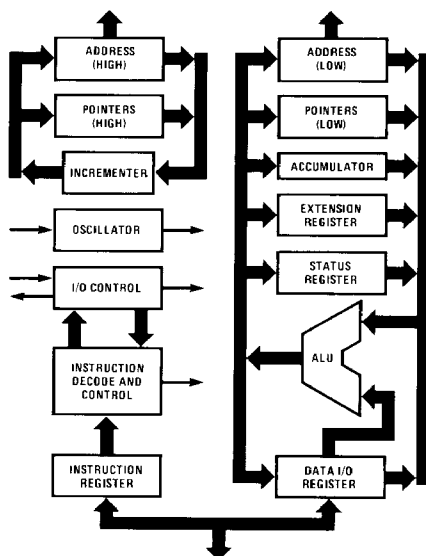 ADDRESS
(HIGH)
POINTERS
(HIGH)
INCREMENTER
OSCILLATOR
I/O CONTROL
INSTRUCTION
DECODE AND
CONTROL
INSTRUCTION
REGISTER
ADDRESS
(LOW)
POINTERS
(LOW)
ACCUMULATOR
EXTENSION
REGISTER
STATUS
REGISTER
ALU
DATA I/O
REGISTER